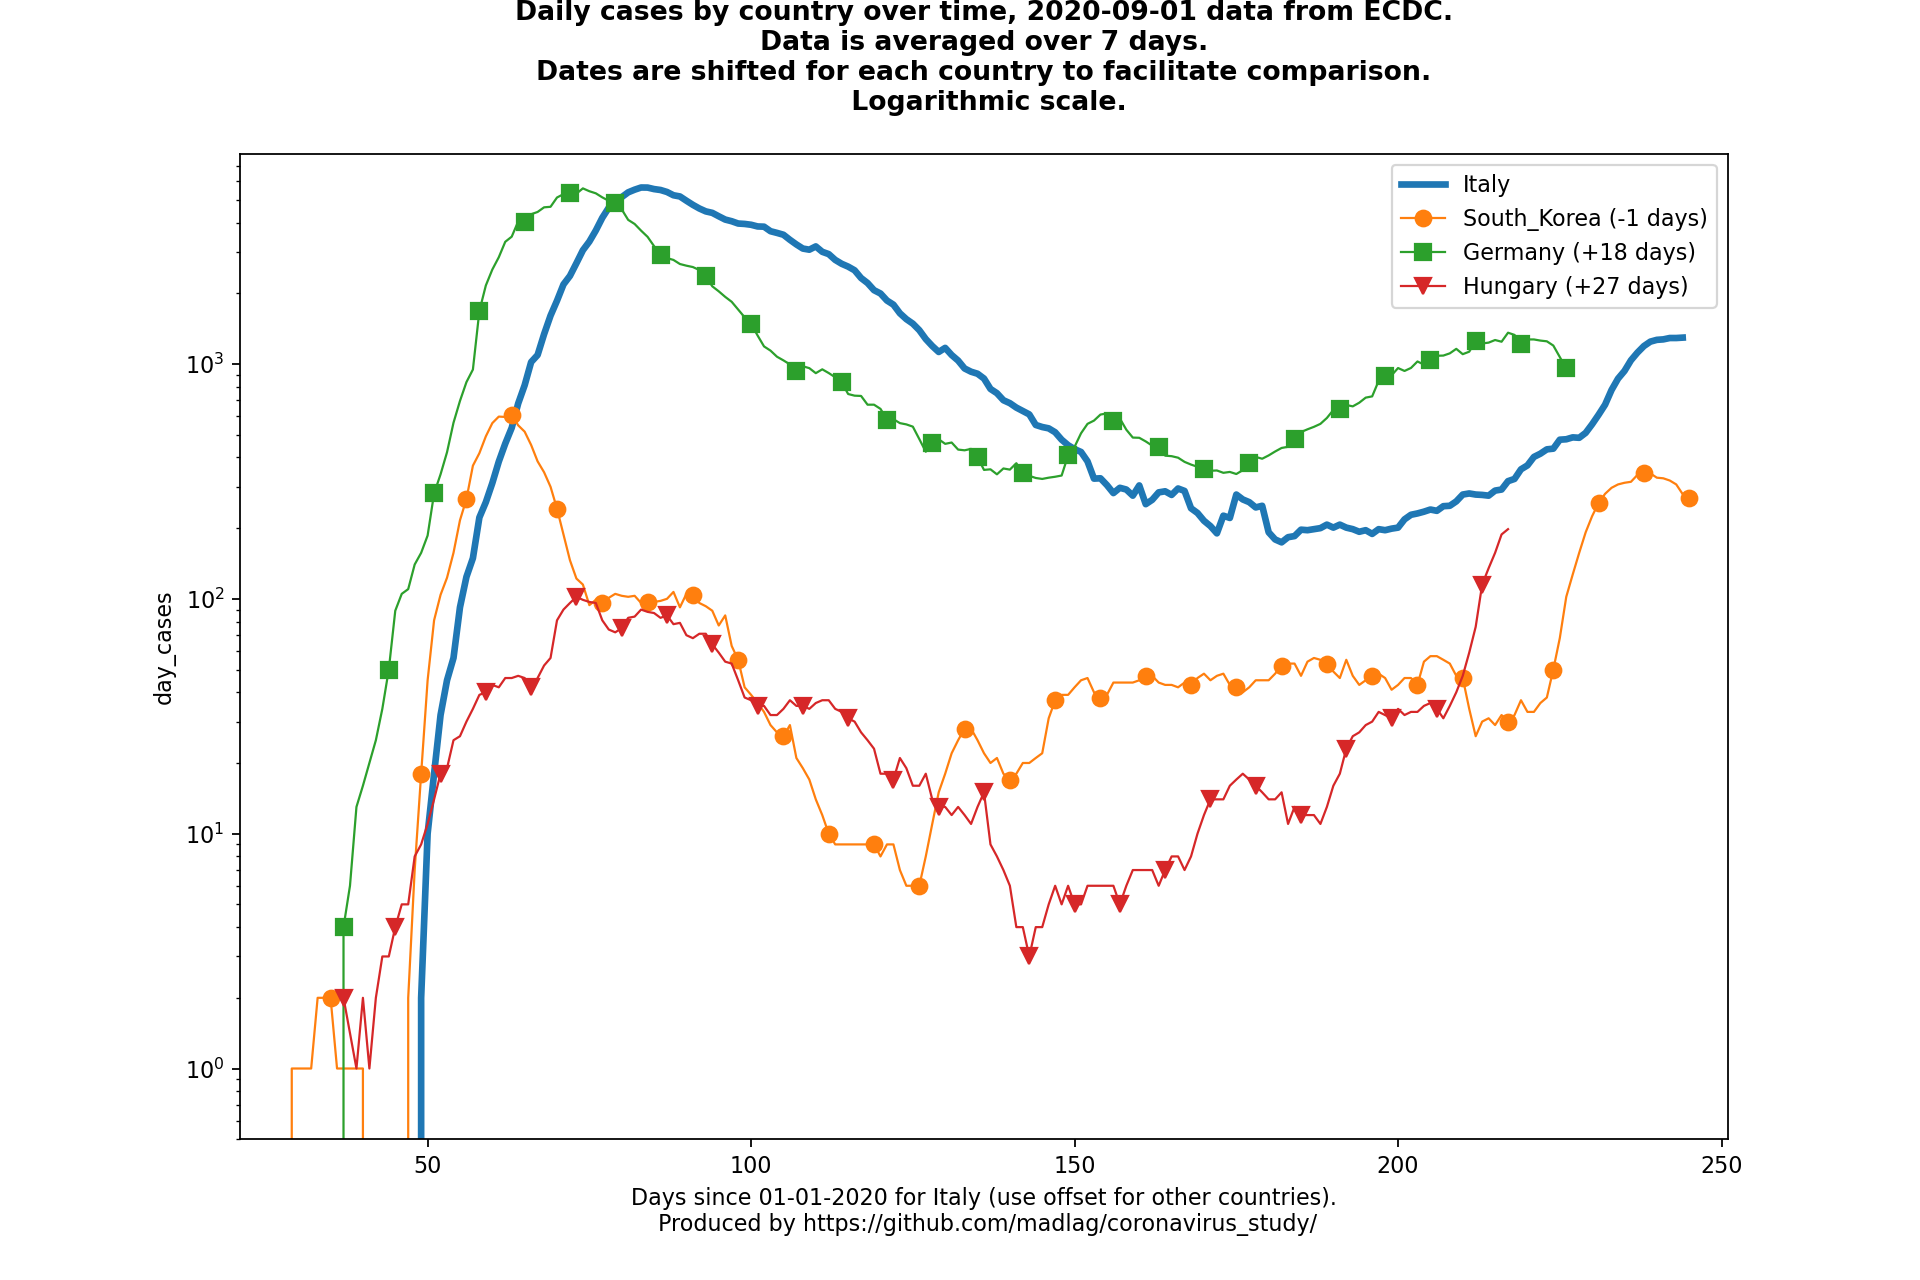 Daily cases by country over time, 2020-09-01 data from ECDC.
Data is averaged over 7 days.
Dates are shifted for each country to facilitate comparison.
Logarithmic scale.
Italy
South_Korea (-1 days)
Germany (+18 days)
Hungary (+27 days)
day_cases
10³
10²
10¹
10⁰
50 100 150 200 250
Days since 01-01-2020 for Italy (use offset for other countries).
Produced by https://github.com/madlag/coronavirus_study/